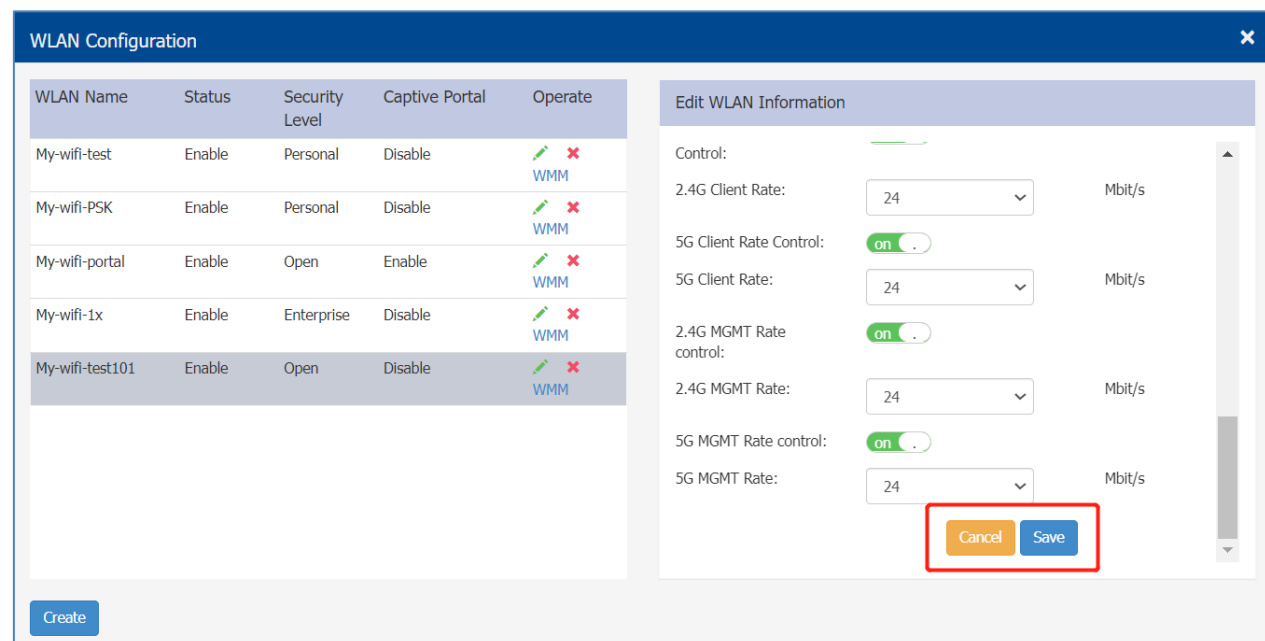 WLAN Configuration
WLAN Name Status Security Level Captive Portal Operate
My-wifi-test Enable Personal Disable
WMM
My-wifi-PSK Enable Personal Disable
WMM
My-wifi-portal Enable Open Enable
WMM
My-wifi-1x Enable Enterprise Disable
WMM
My-wifi-test101 Enable Open Disable
WMM
Create
Edit WLAN Information
Control:
2.4G Client Rate: 24 Mbit/s
5G Client Rate Control: on .
5G Client Rate: 24 Mbit/s
2.4G MGMT Rate
control: on .
2.4G MGMT Rate: 24 Mbit/s
5G MGMT Rate control: on .
5G MGMT Rate: 24 Mbit/s
Cancel Save